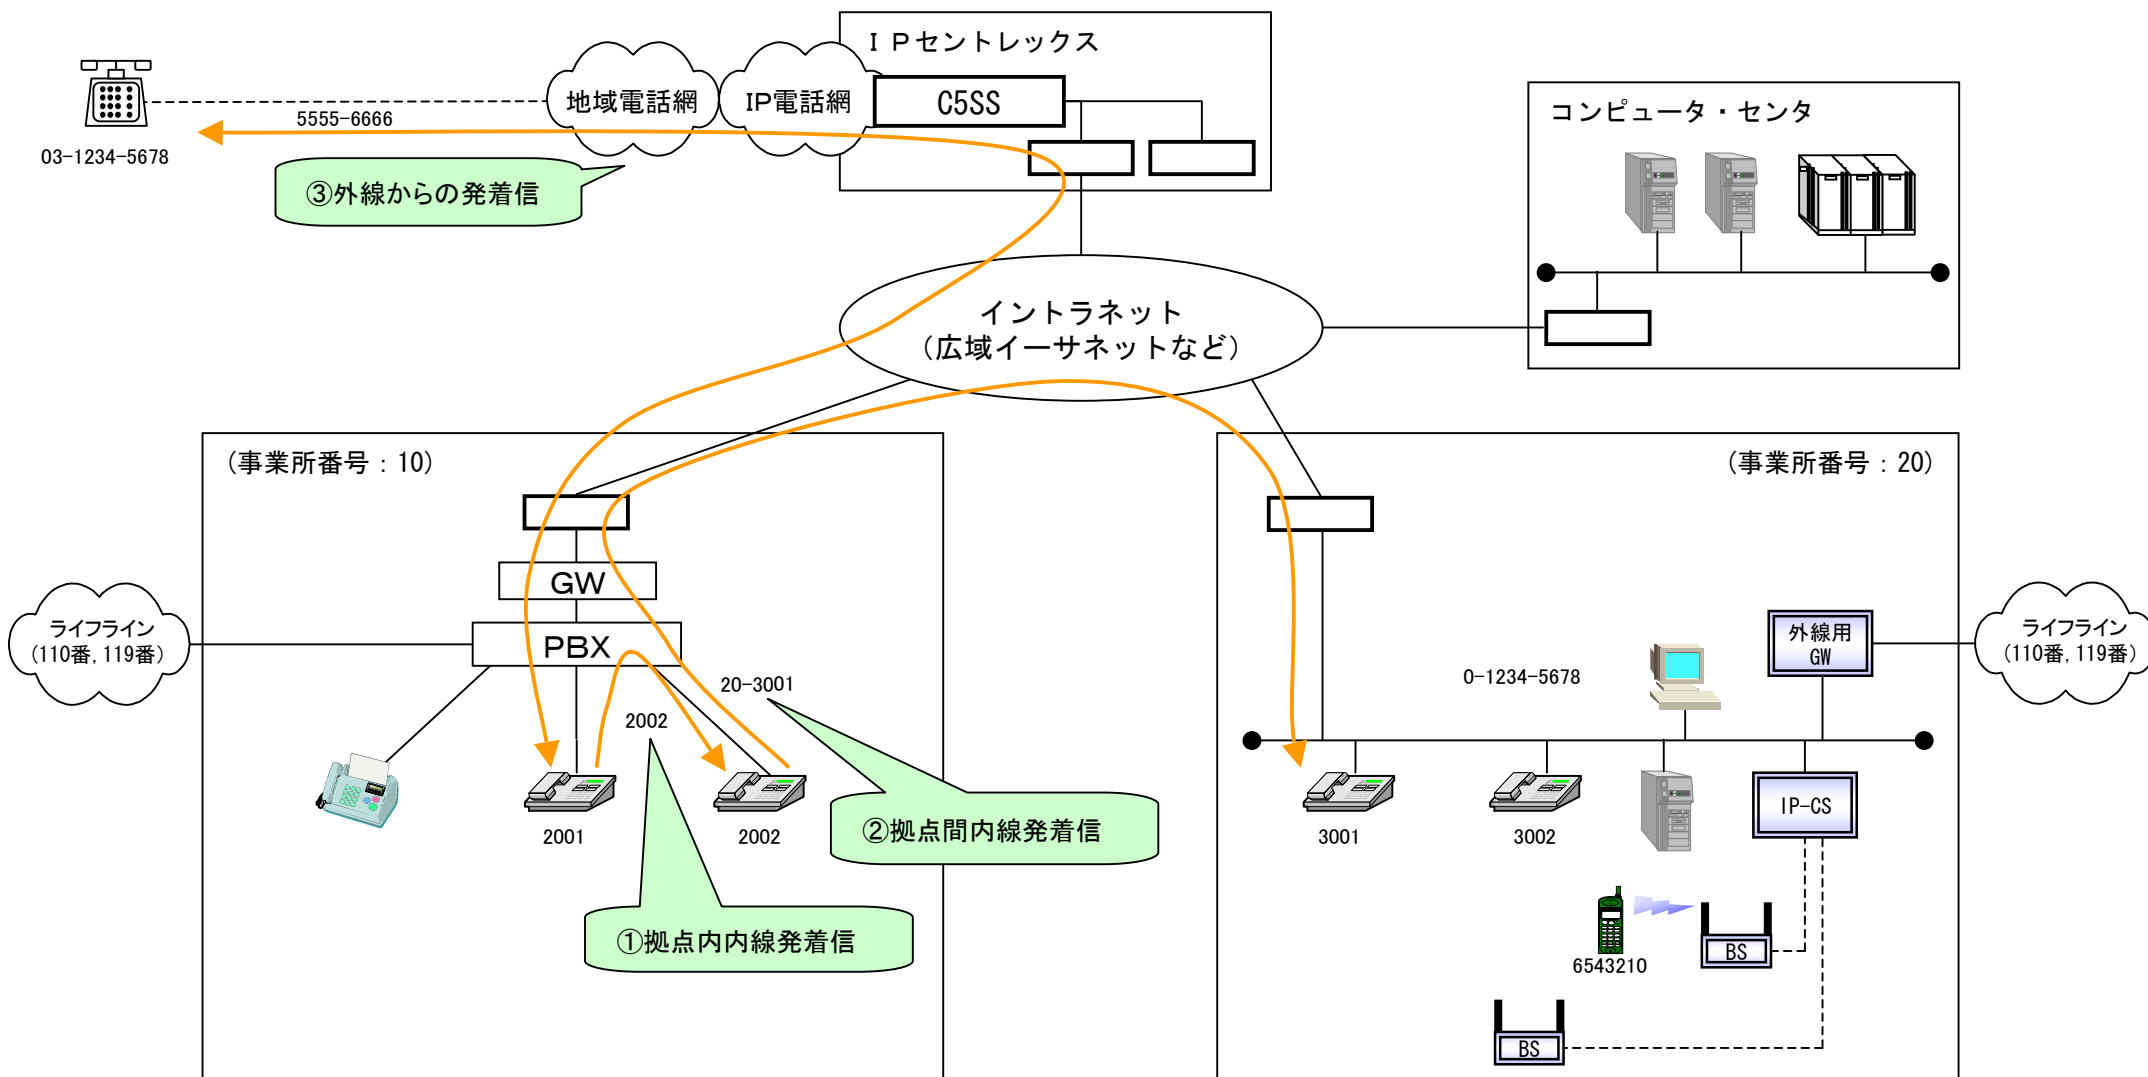 ＩＰセントレックス
地域電話網
IP電話網
C5SS
5555-6666
03-1234-5678
③外線からの発着信
コンピュータ・センタ
イントラネット
（広域イーサネットなど）
（事業所番号：10）
（事業所番号：20）
GW
PBX
ライフライン
（110番，119番）
20-3001
2002
2001
2002
②拠点間内線発着信
①拠点内内線発着信
外線用
GW
ライフライン
（110番，119番）
0-1234-5678
3001
3002
IP-CS
6543210
BS
BS